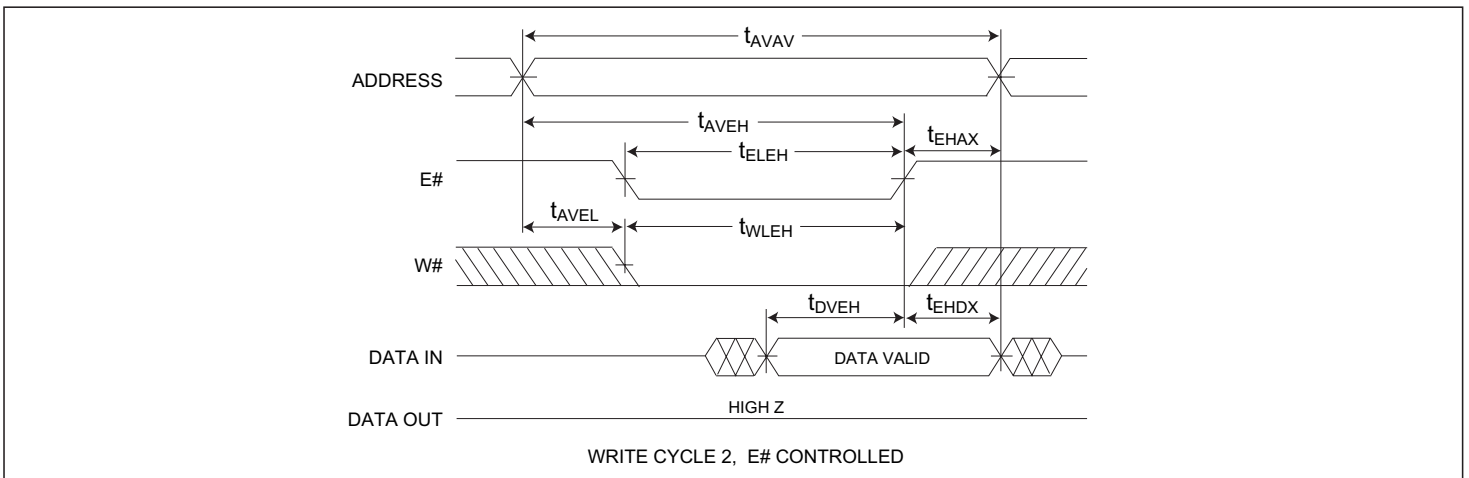 tAVAV
ADDRESS
tAVEH
tEHAX
tELEH
E#
tAVEL
tWLEH
W#
tDVEH
tEHDX
DATA IN
DATA VALID
HIGH Z
DATA OUT
WRITE CYCLE 2, E# CONTROLLED